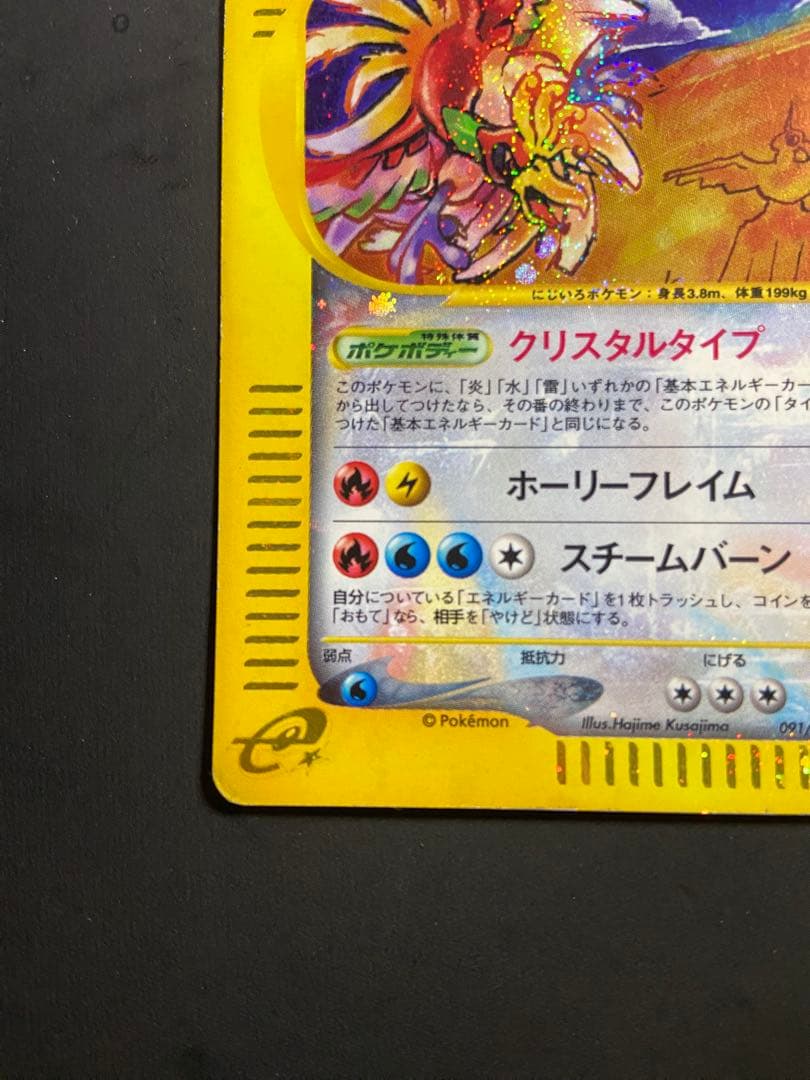 にじいろポケモン：身長3.8m、体重199kg
特殊体質
ポケボディー クリスタルタイプ
このポケモンに、「炎」「水」「雷」いずれかの「基本エネルギーカー
から出してつけたなら、その番の終わりまで、このポケモンの「タイ
つけた「基本エネルギーカード」と同じになる。
ホーリーフレイム
スチームバーン
自分についている「エネルギーカード」を1枚トラッシュし、コインを
「おもて」なら、相手を「やけど」状態にする。
弱点 抵抗力 にげる
© Pokémon Illus.Hajime Kusajima 091/
e